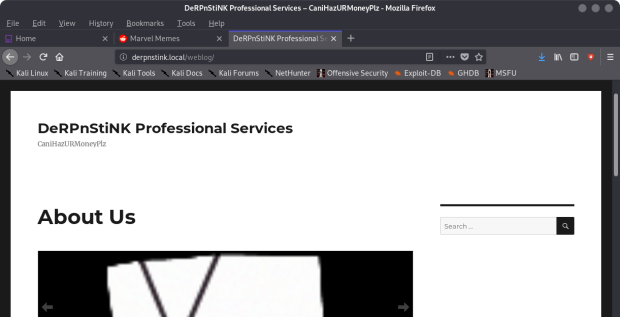 DeRPnStiNK Professional Services – CaniHazURMoneyPlz - Mozilla Firefox
File Edit View History Bookmarks Tools Help
Home Marvel Memes DeRPnStiNK Professional Se
derpnstink.local/weblog/
Kali Linux Kali Training Kali Tools Kali Docs Kali Forums NetHunter Offensive Security Exploit-DB GHDB MSFU
DeRPnStiNK Professional Services
CaniHazURMoneyPlz
About Us
Search …